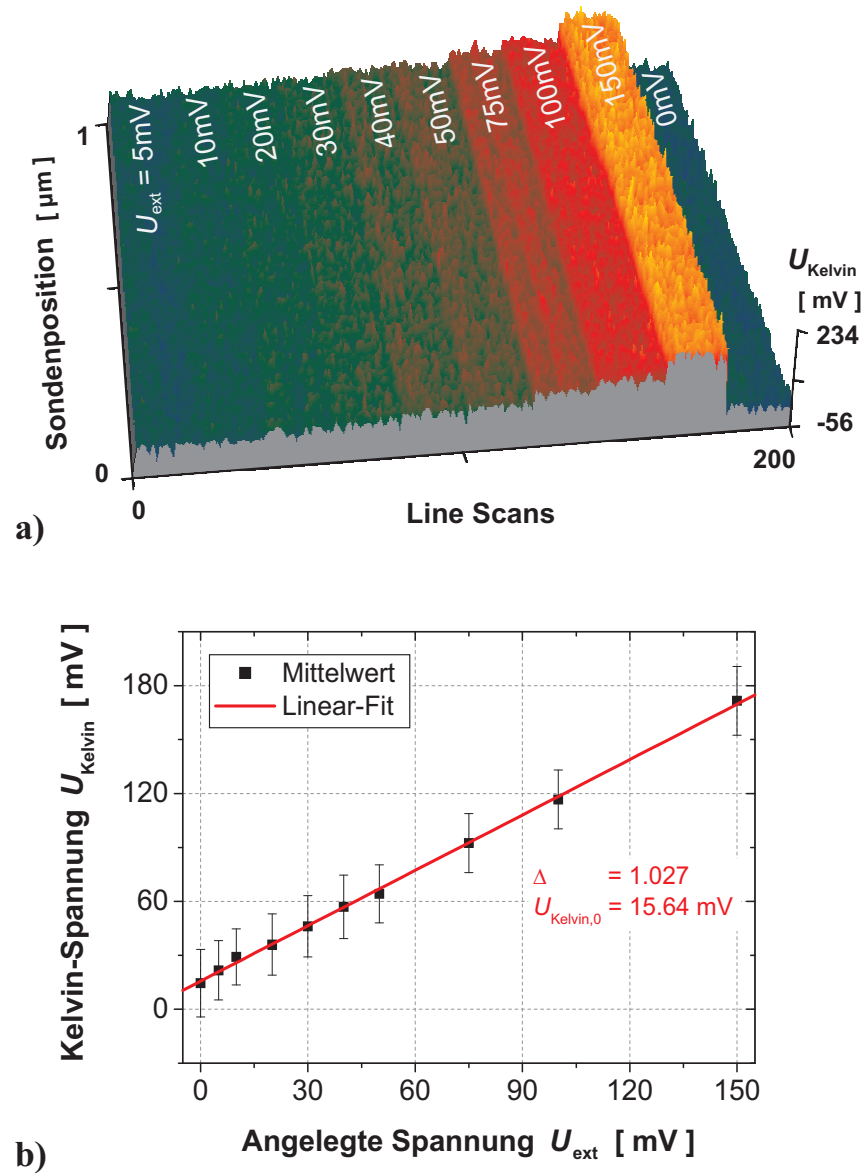 1
U_ext = 5mV
10mV
20mV
30mV
40mV
50mV
75mV
100mV
150mV
0mV
Sondenposition [ µm ]
U_Kelvin
[ mV ]
234
-56
0
0
200
Line Scans
a)
Kelvin-Spannung U_Kelvin [ mV ]
180
120
60
0
Mittelwert
Linear-Fit
Δ = 1.027
U_Kelvin,0 = 15.64 mV
0 30 60 90 120 150
Angelegte Spannung U_ext [ mV ]
b)